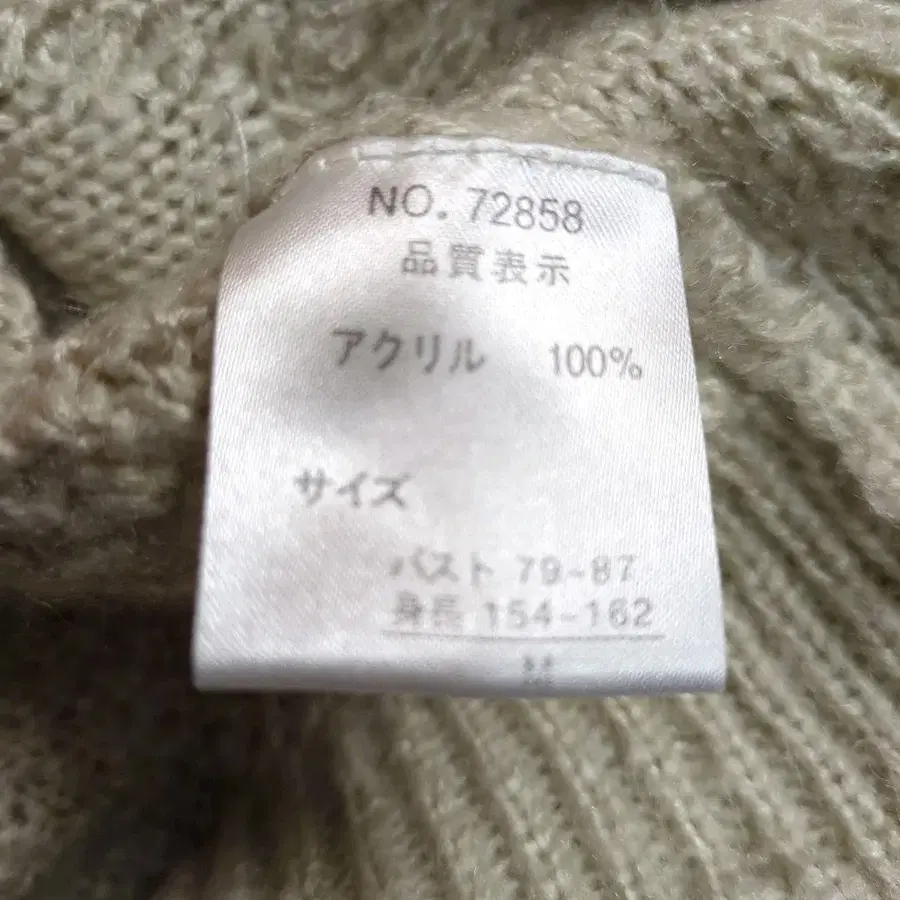 NO. 72858
品質表示
アクリル 100%
サイズ
バスト 79-87
身長 154-162
M